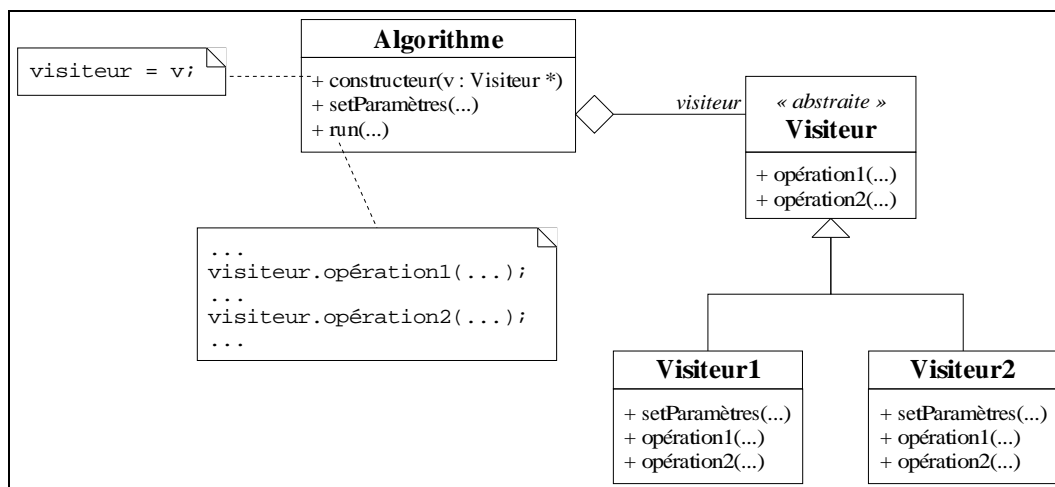 Algorithme
+ constructeur(v : Visiteur *)
+ setParamètres(...)
+ run(...)
visiteur = v;
visiteur
« abstraite »
Visiteur
+ opération1(...)
+ opération2(...)
...
visiteur.opération1(...);
...
visiteur.opération2(...);
...
Visiteur1
+ setParamètres(...)
+ opération1(...)
+ opération2(...)
Visiteur2
+ setParamètres(...)
+ opération1(...)
+ opération2(...)